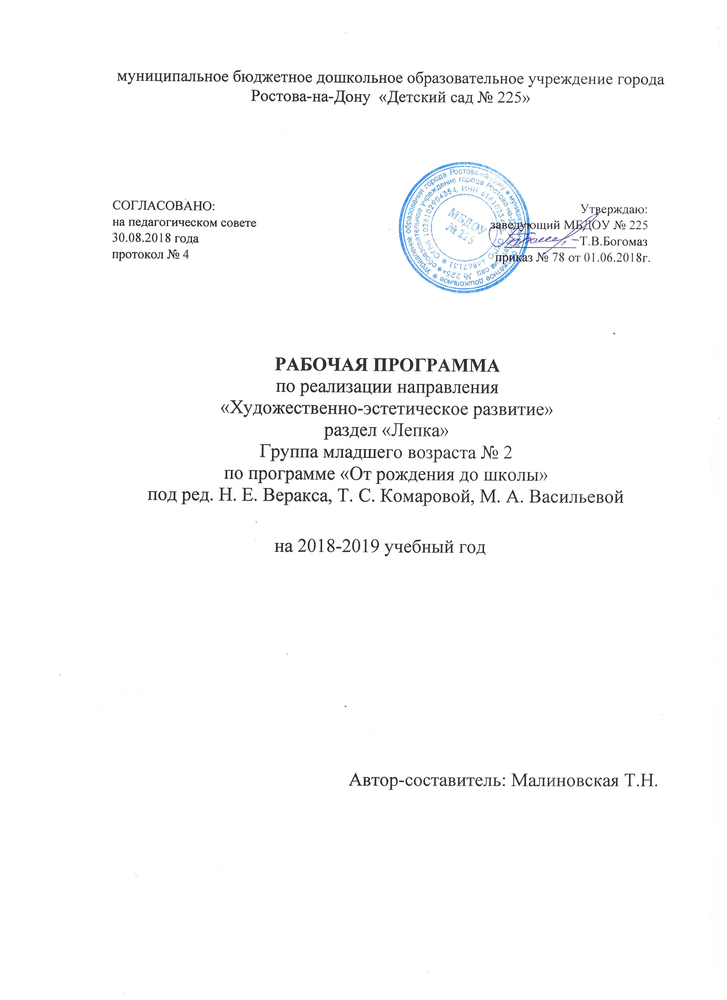 муниципальное бюджетное дошкольное образовательное учреждение города
Ростова-на-Дону «Детский сад № 225»
СОГЛАСОВАНО:
на педагогическом совете
30.08.2018 года
протокол № 4
Утверждаю:
заведующий МБДОУ № 225
Т.В.Богомаз
приказ № 78 от 01.06.2018г.
Управление образования города Ростова-на-Дону * муниципальное бюджетное дошкольное *
образовательное учреждение города Ростова-на-Дону «Детский сад № 225» *
ОГРН 1026102904354, ИНН ОКПО 44867131 *
МБДОУ
№ 225
РАБОЧАЯ ПРОГРАММА
по реализации направления
«Художественно-эстетическое развитие»
раздел «Лепка»
Группа младшего возраста № 2
по программе «От рождения до школы»
под ред. Н. Е. Веракса, Т. С. Комаровой, М. А. Васильевой
на 2018-2019 учебный год
Автор-составитель: Малиновская Т.Н.